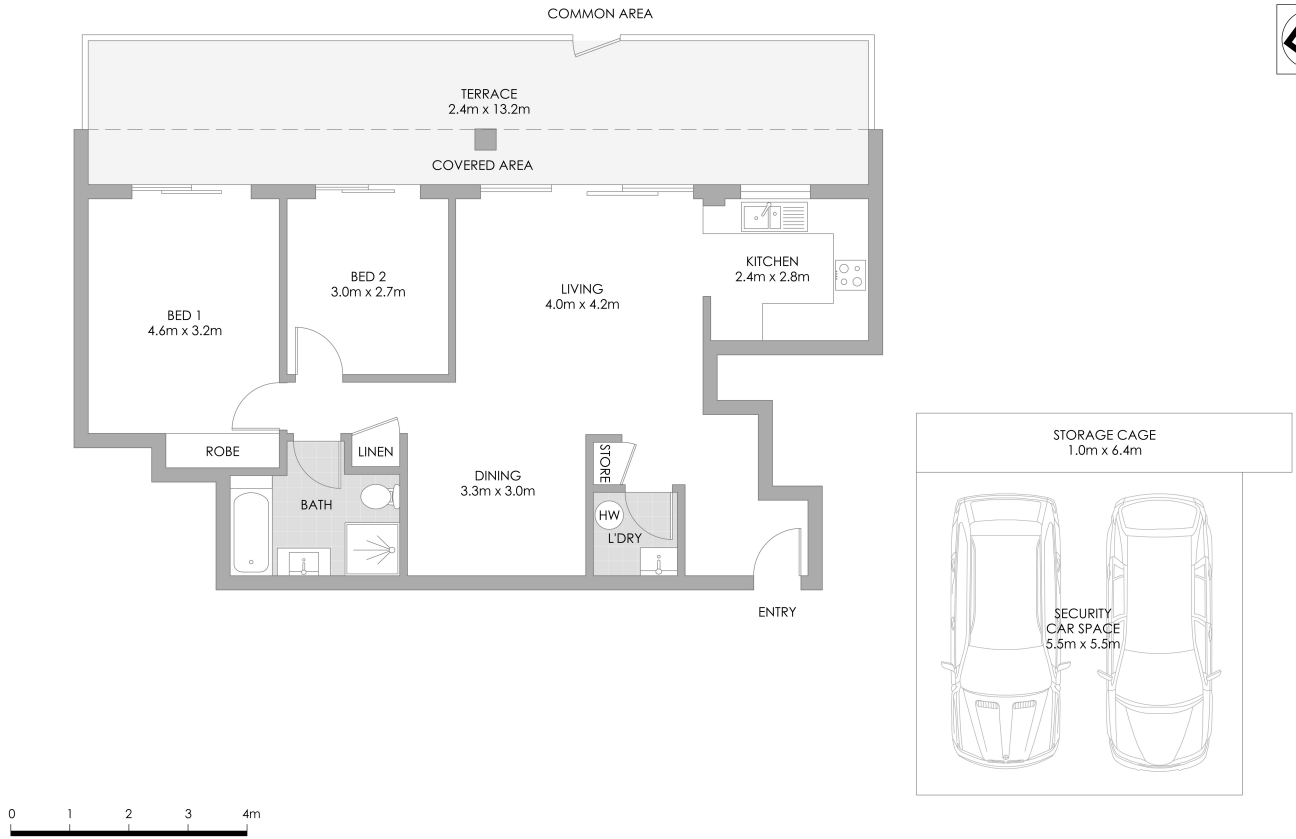 COMMON AREA
TERRACE
2.4m x 13.2m
COVERED AREA
BED 1
4.6m x 3.2m
BED 2
3.0m x 2.7m
LIVING
4.0m x 4.2m
KITCHEN
2.4m x 2.8m
ROBE
LINEN
BATH
DINING
3.3m x 3.0m
STORE
HW
L'DRY
ENTRY
STORAGE CAGE
1.0m x 6.4m
SECURITY
CAR SPACE
5.5m x 5.5m
0 1 2 3 4m